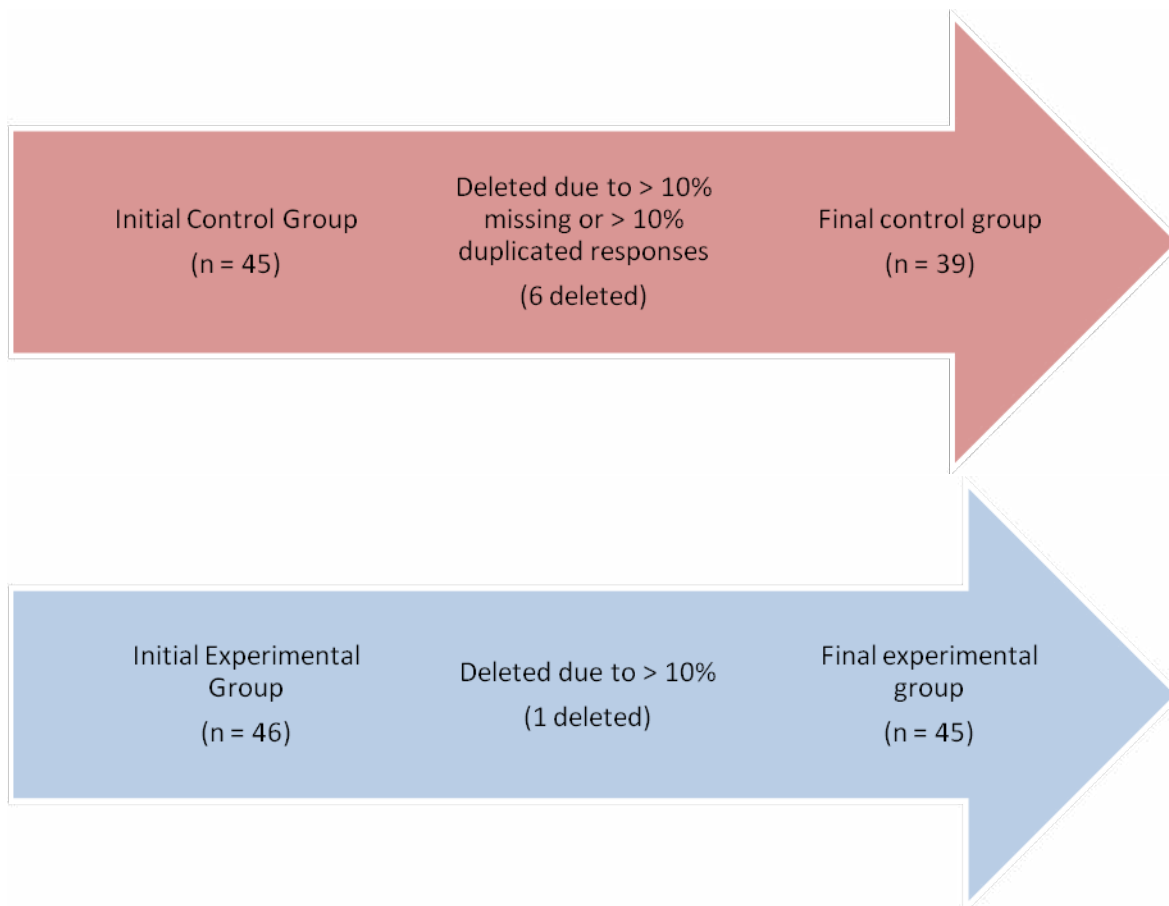 Initial Control Group
(n = 45)
Deleted due to > 10%
missing or > 10%
duplicated responses
(6 deleted)
Final control group
(n = 39)
Initial Experimental
Group
(n = 46)
Deleted due to > 10%
(1 deleted)
Final experimental
group
(n = 45)